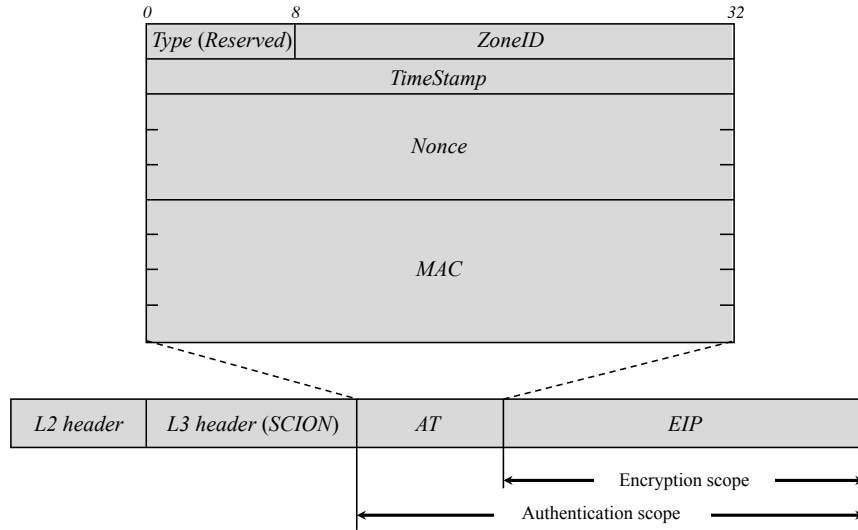 0 8 32
Type (Reserved) ZoneID
TimeStamp
Nonce
MAC
L2 header L3 header (SCION) AT EIP
Encryption scope
Authentication scope